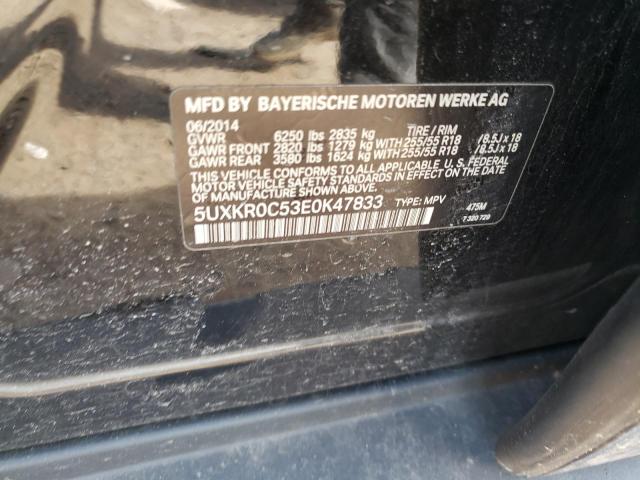 MFD BY BAYERISCHE MOTOREN WERKE AG
06/2014
GVWR 6250 lbs 2835 kg TIRE / RIM
GAWR FRONT 2820 lbs 1279 kg WITH 255/55 R18 /8.5J x 18
GAWR REAR 3580 lbs 1624 kg WITH 255/55 R18 /8.5J x 18
THIS VEHICLE CONFORMS TO ALL APPLICABLE U.S. FEDERAL
MOTOR VEHICLE SAFETY STANDARDS IN EFFECT ON THE DATE
OF MANUFACTURE SHOWN ABOVE.
5UXKR0C53E0K47833 TYPE: MPV 475M
7 320 729